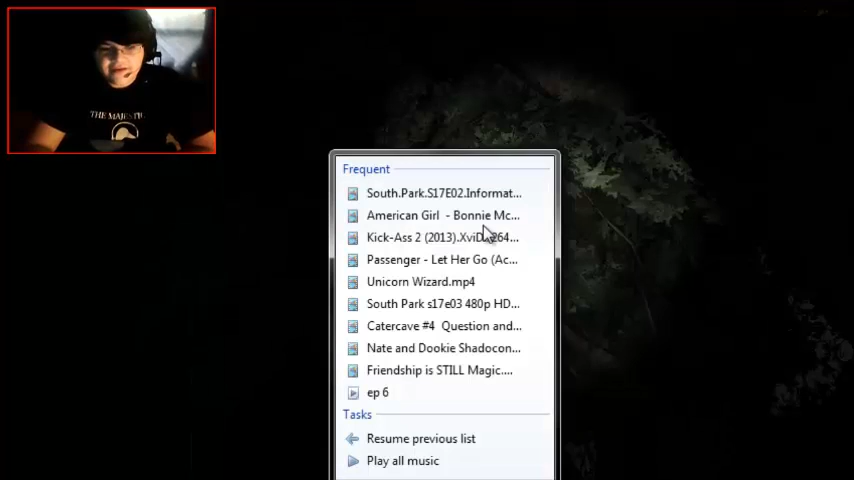 THE MAJESTIC
Frequent
South.Park.S17E02.Informat...
American Girl - Bonnie Mc...
Kick-Ass 2 (2013).XviD 264...
Passenger - Let Her Go (Ac...
Unicorn Wizard.mp4
South Park s17e03 480p HD...
Catercave #4 Question and...
Nate and Dookie Shadocon...
Friendship is STILL Magic....
ep 6
Tasks
Resume previous list
Play all music